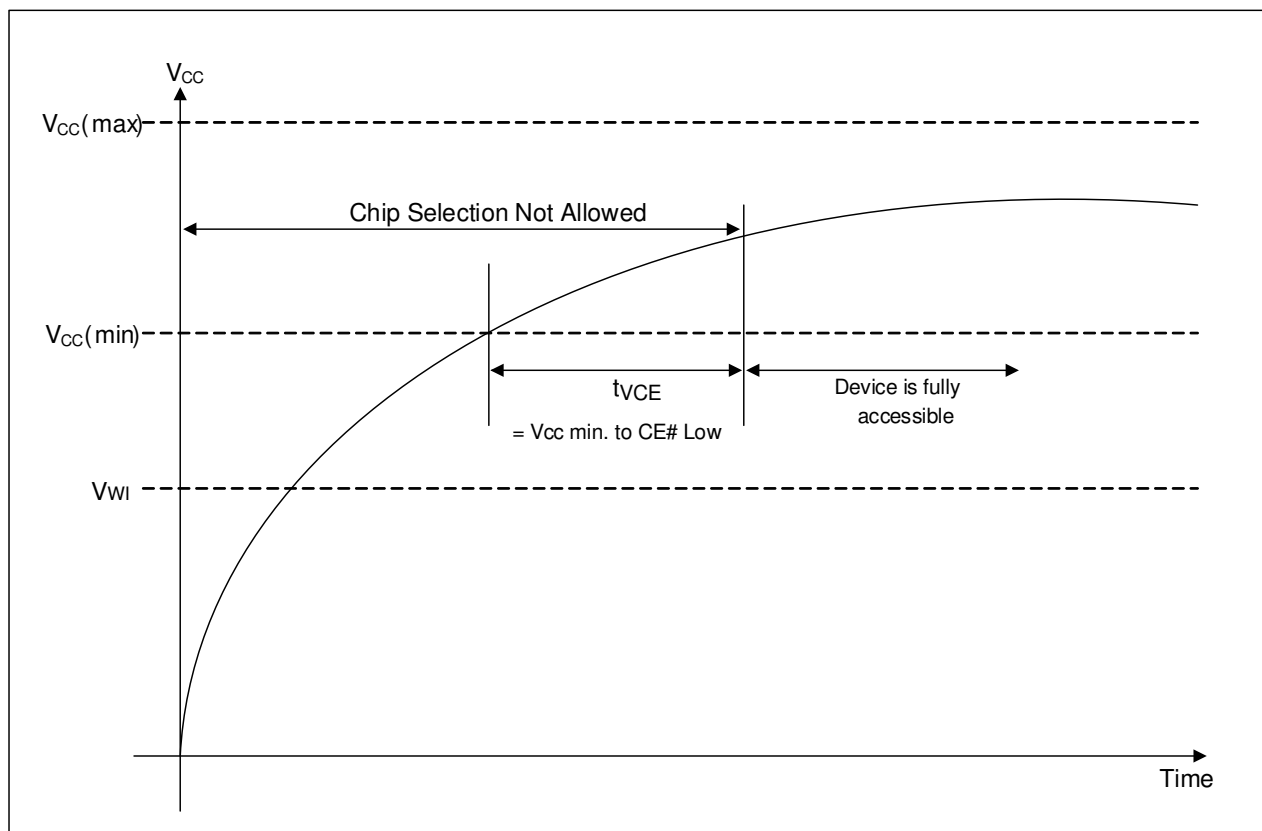 VCC
VCC(max)
Chip Selection Not Allowed
VCC(min)
tVCE
= Vcc min. to CE# Low
Device is fully
accessible
VWI
Time